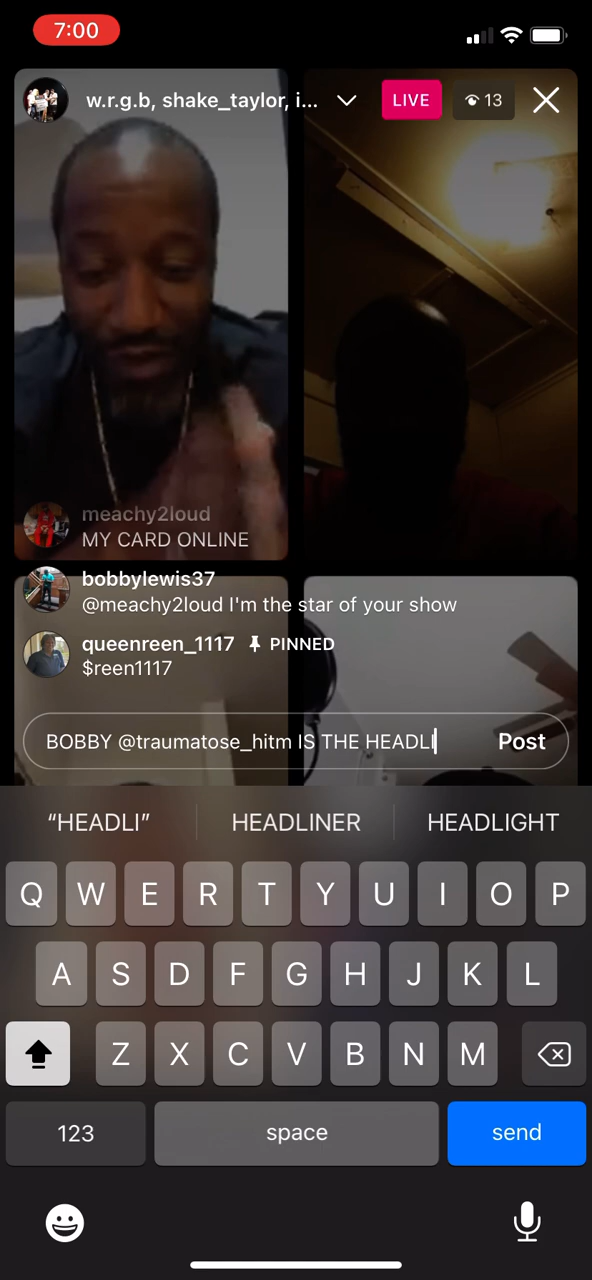 7:00
w.r.g.b, shake_taylor, i...
LIVE
13
meachy2loud
MY CARD ONLINE
bobbylewis37
@meachy2loud I'm the star of your show
queenreen_1117 PINNED
$reen1117
BOBBY @traumatose_hitm IS THE HEADLI
Post
“HEADLI” HEADLINER HEADLIGHT
Q W E R T Y U I O P
A S D F G H J K L
Z X C V B N M
123 space send